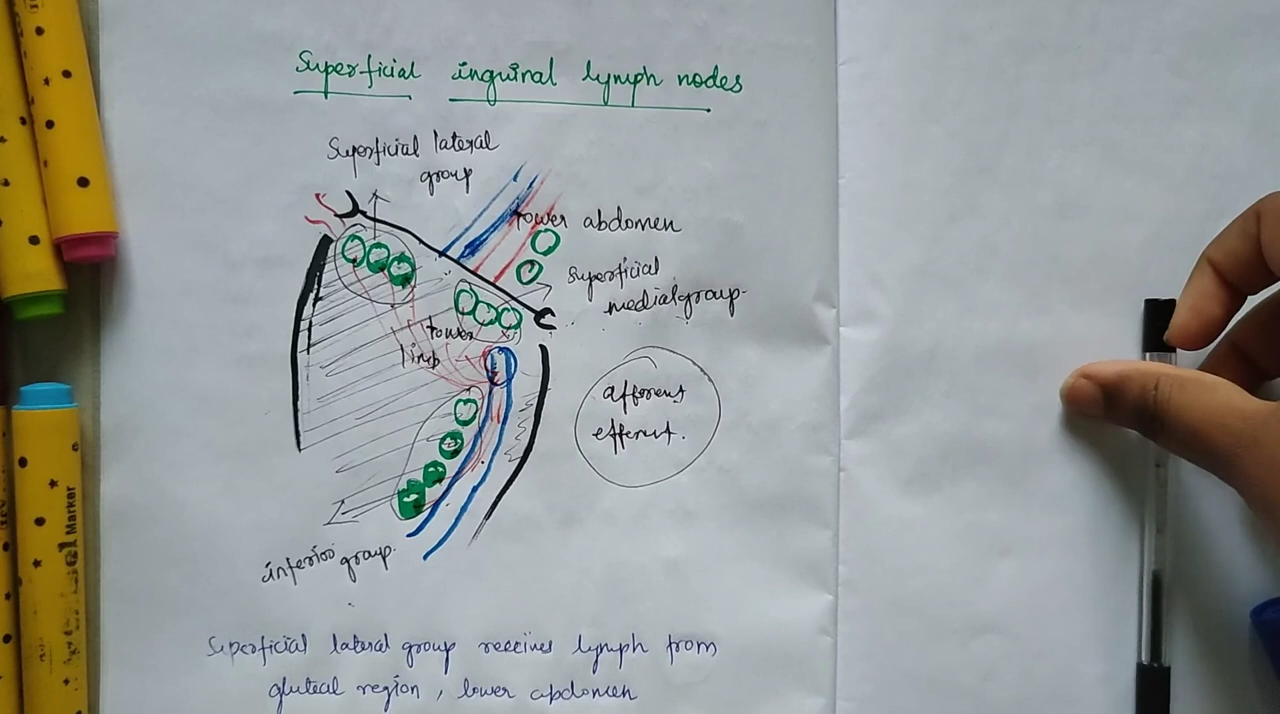 Superficial inguinal lymph nodes
Superficial lateral
group
Lower abdomen
Superficial
medial group
Lower
limb
afferent
efferent.
inferior group.
Marker
Superficial lateral group receives lymph from
gluteal region, lower abdomen